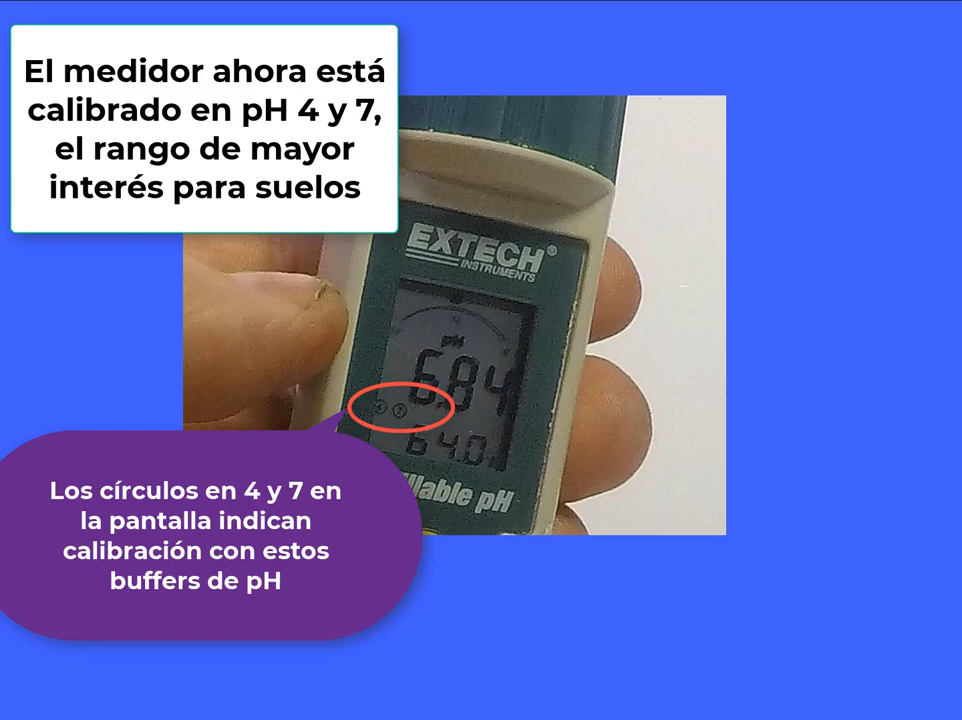 El medidor ahora está
calibrado en pH 4 y 7,
el rango de mayor
interés para suelos
EXTECH®
INSTRUMENTS
6.84
64.0
pH
Los círculos en 4 y 7 en
la pantalla indican
calibración con estos
buffers de pH